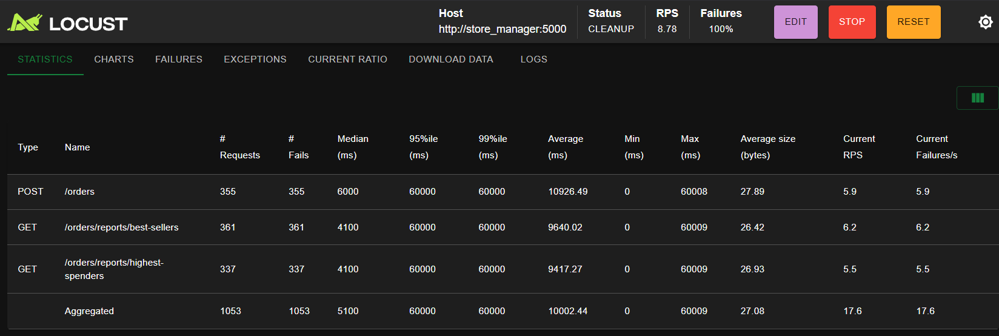 LOCUST
Host
http://store_manager:5000
Status
CLEANUP
RPS
8.78
Failures
100%
EDIT
STOP
RESET
STATISTICS CHARTS FAILURES EXCEPTIONS CURRENT RATIO DOWNLOAD DATA LOGS
Type Name # Requests # Fails Median (ms) 95%ile (ms) 99%ile (ms) Average (ms) Min (ms) Max (ms) Average size (bytes) Current RPS Current Failures/s
POST /orders 355 355 6000 60000 60000 10926.49 0 60008 27.89 5.9 5.9
GET /orders/reports/best-sellers 361 361 4100 60000 60000 9640.02 0 60009 26.42 6.2 6.2
GET /orders/reports/highest-spenders 337 337 4100 60000 60000 9417.27 0 60009 26.93 5.5 5.5
Aggregated 1053 1053 5100 60000 60000 10002.44 0 60009 27.08 17.6 17.6